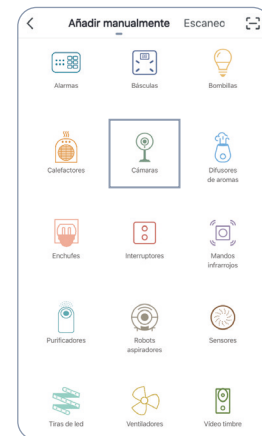 Añadir manualmente Escaneo
Alarmas Básculas Bombillas
Calefactores Cámaras Difusores
de aromas
Enchufes Interruptores Mandos
infrarrojos
Purificadores Robots Sensores
aspiradores
Tiras de led Ventiladores Vídeo timbre